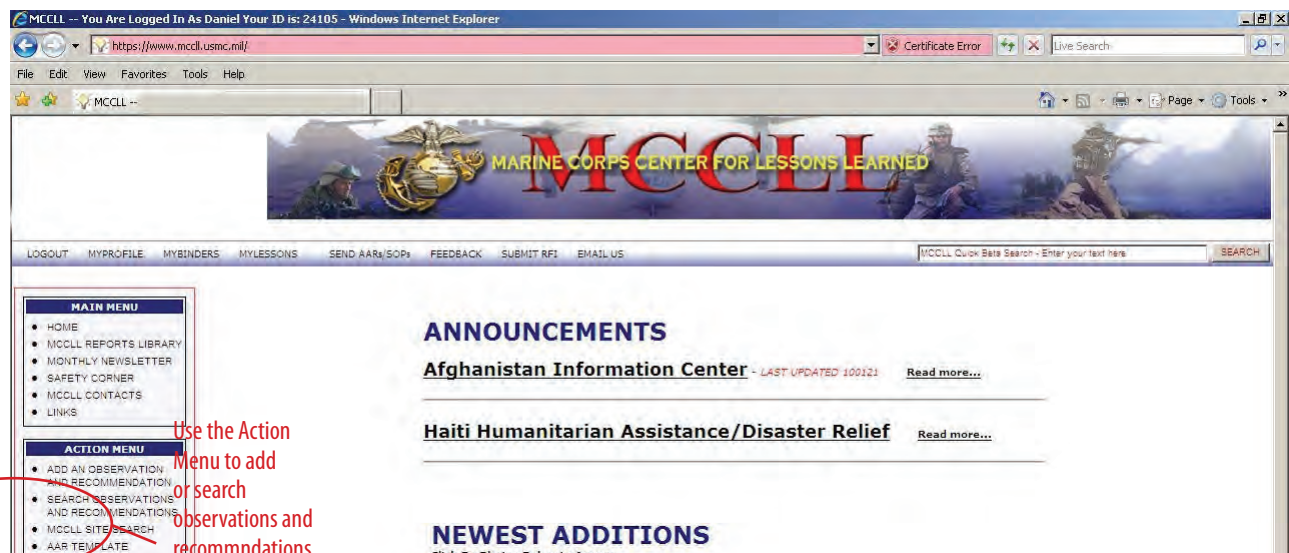 MCCLL -- You Are Logged In As Daniel Your ID is: 24105 - Windows Internet Explorer
https://www.mccll.usmc.mil/
Certificate Error
Live Search
File Edit View Favorites Tools Help
MCCLL --
Page
Tools
MCCLL
MARINE CORPS CENTER FOR LESSONS LEARNED
LOGOUT MYPROFILE MYBINDERS MYLESSONS SEND AARs/SOPs FEEDBACK SUBMIT RFI EMAIL US
MCCLL Quick Beta Search - Enter your text here
SEARCH
MAIN MENU
HOME
MCCLL REPORTS LIBRARY
MONTHLY NEWSLETTER
SAFETY CORNER
MCCLL CONTACTS
LINKS
ACTION MENU
ADD AN OBSERVATION
AND RECOMMENDATION
SEARCH OBSERVATIONS
AND RECOMMENDATIONS
MCCLL SITE SEARCH
AAR TEMPLATE
Use the Action
Menu to add
or search
observations and
recommndations
ANNOUNCEMENTS
Afghanistan Information Center - LAST UPDATED 100121 Read more...
Haiti Humanitarian Assistance/Disaster Relief Read more...
NEWEST ADDITIONS